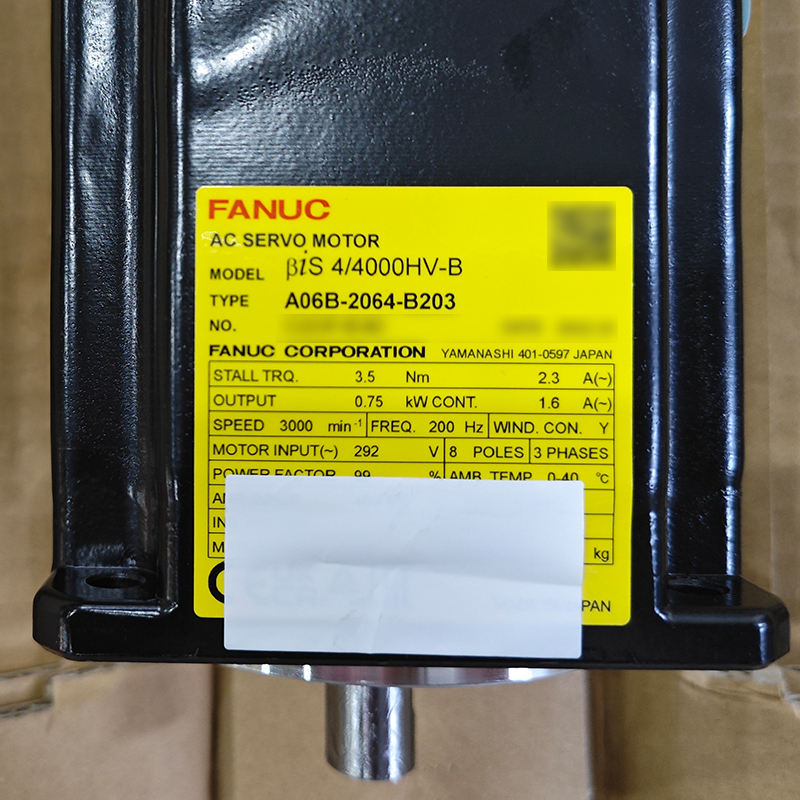 FANUC
AC SERVO MOTOR
MODEL βiS 4/4000HV-B
TYPE A06B-2064-B203
NO.
FANUC CORPORATION YAMANASHI 401-0597 JAPAN
STALL TRQ. 3.5 Nm 2.3 A(~)
OUTPUT 0.75 kW CONT. 1.6 A(~)
SPEED 3000 min-1 FREQ. 200 Hz WIND. CON. Y
MOTOR INPUT(~) 292 V 8 POLES 3 PHASES
POWER FACTOR 99 % AMB. TEMP. 0-40 ℃
kg